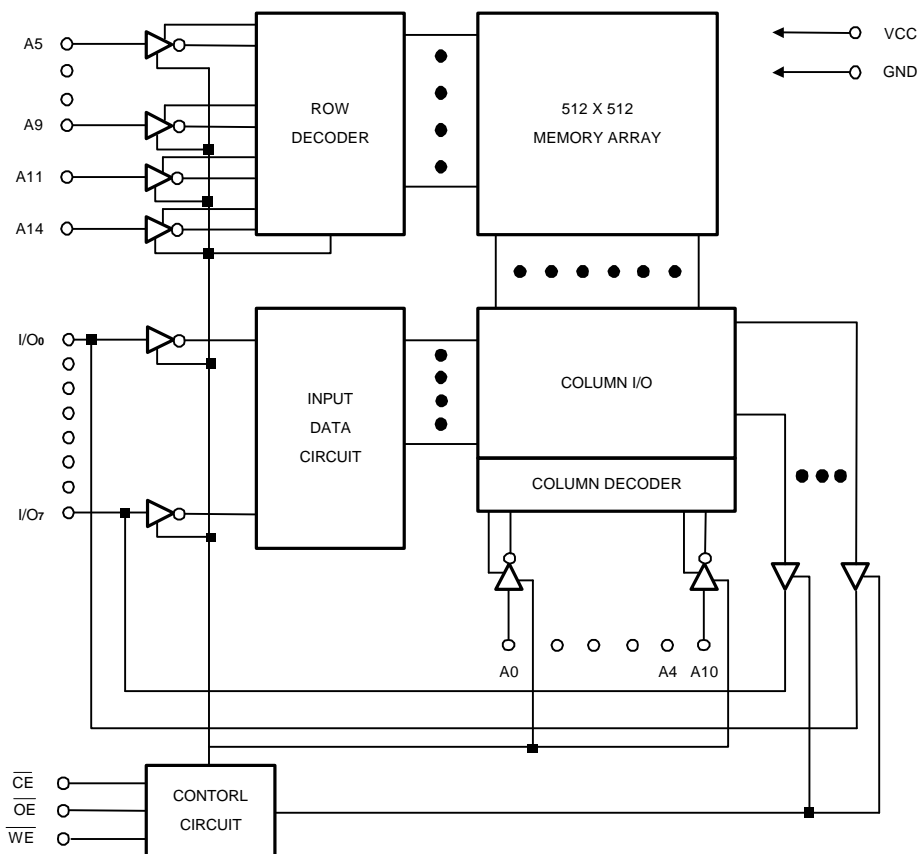 A5
A9
A11
A14
ROW
DECODER
512 X 512
MEMORY ARRAY
VCC
GND
I/O0
I/O7
INPUT
DATA
CIRCUIT
COLUMN I/O
COLUMN DECODER
A0
A4
A10
CE
OE
WE
CONTORL
CIRCUIT